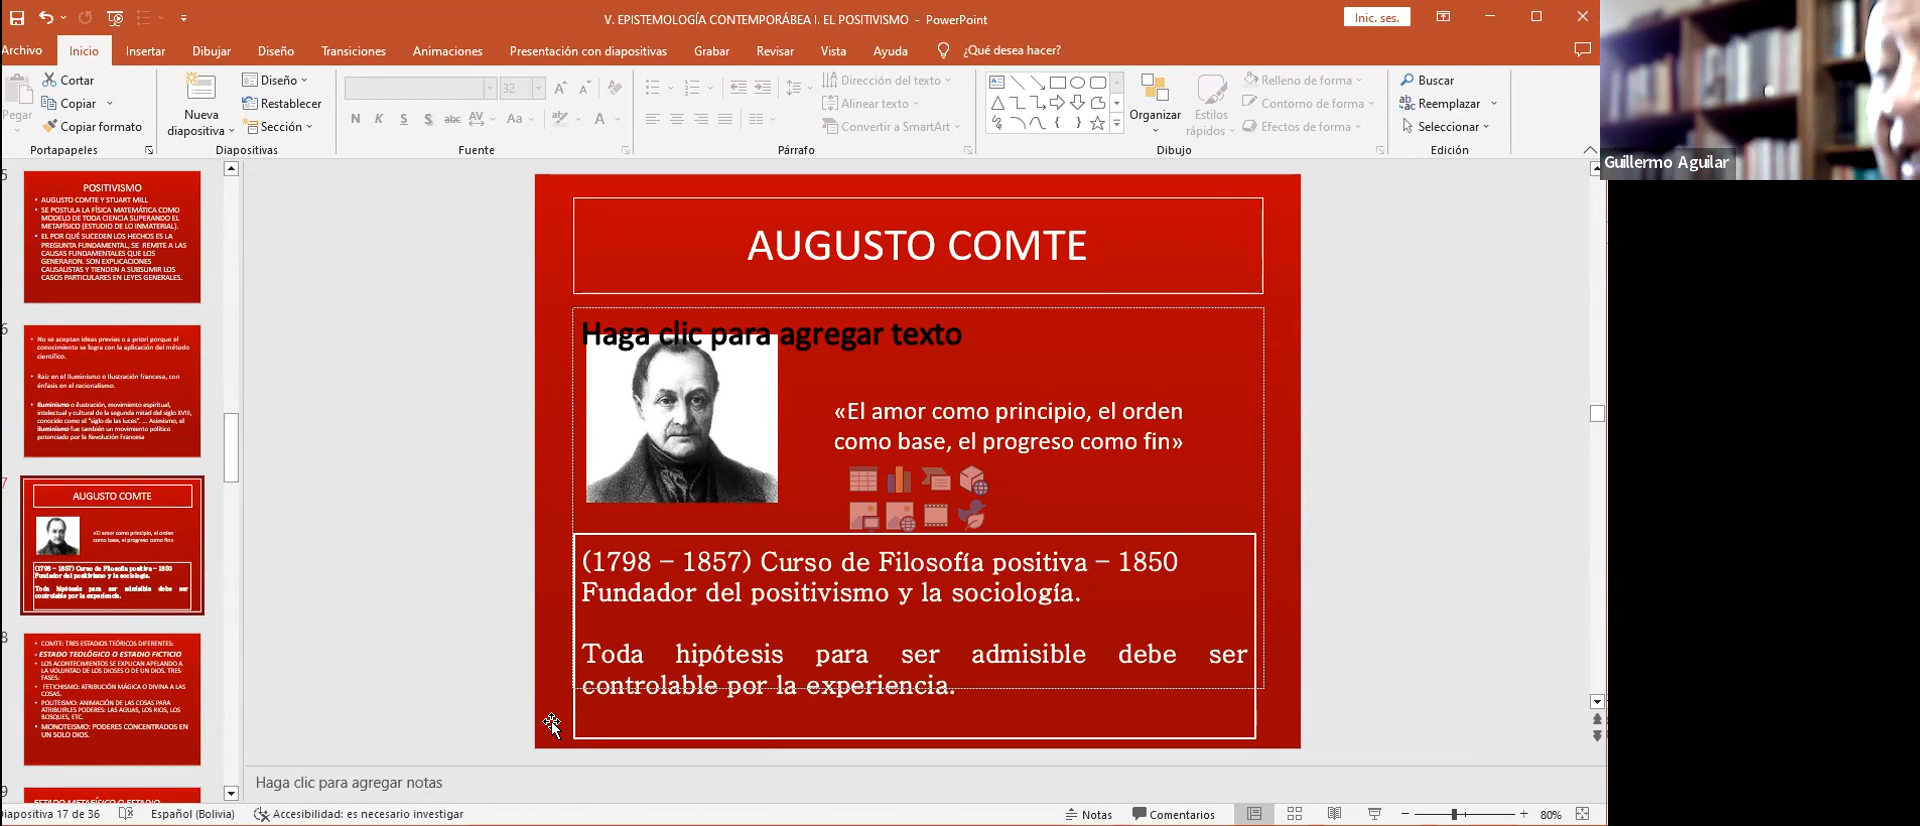 V. EPISTEMOLOGÍA CONTEMPORÁBEA I. EL POSITIVISMO - PowerPoint
Inic. ses.
Archivo
Inicio
Insertar
Dibujar
Diseño
Transiciones
Animaciones
Presentación con diapositivas
Grabar
Revisar
Vista
Ayuda
¿Qué desea hacer?
Pegar
Cortar
Copiar
Copiar formato
Portapapeles
Nueva
diapositiva
Diseño
Restablecer
Sección
Diapositivas
32
N K S S abc AV Aa A
Fuente
Dirección del texto
Alinear texto
Convertir a SmartArt
Párrafo
Organizar
Estilos
rápidos
Relleno de forma
Contorno de forma
Efectos de forma
Dibujo
Buscar
Reemplazar
Seleccionar
Edición
Guillermo Aguilar
5
POSITIVISMO
• AUGUSTO COMTE Y STUART MILL
• SE POSTULA LA FÍSICA MATEMÁTICA COMO
MODELO DE TODA CIENCIA SUPERANDO EL
METAFÍSICO (ESTUDIO DE LO INMATERIAL).
• EL POR QUÉ SUCEDEN LOS HECHOS ES LA
PREGUNTA FUNDAMENTAL, SE REMITE A LAS
CAUSAS FUNDAMENTALES QUE LOS
GENERARON. SON EXPLICACIONES
CAUSALISTAS Y TIENDEN A SUBSUMIR LOS
CASOS PARTICULARES EN LEYES GENERALES.
6
• No se aceptan ideas previas o a priori porque el
conocimiento se logra con la aplicación del método
científico.
• Raíz en el Iluminismo o Ilustración francesa, con
énfasis en el racionalismo.
• Iluminismo o ilustración, movimiento espiritual,
intelectual y cultural de la segunda mitad del siglo XVIII,
conocido como el "siglo de las luces". ... Asimismo, el
iluminismo fue también un movimiento político
potenciado por la Revolución Francesa
7
AUGUSTO COMTE
«El amor como principio, el orden
como base, el progreso como fin»
(1798 – 1857) Curso de Filosofía positiva – 1850
Fundador del positivismo y la sociología.
Toda hipótesis para ser admisible debe ser
controlable por la experiencia.
8
• COMTE: TRES ESTADIOS TEÓRICOS DIFERENTES:
• ESTADO TEOLÓGICO O ESTADIO FICTICIO
• LOS ACONTECIMIENTOS SE EXPLICAN APELANDO A
LA VOLUNTAD DE LOS DIOSES O DE UN DIOS. TRES
FASES:
• FETICHISMO: ATRIBUCIÓN MÁGICA O DIVINA A LAS
COSAS.
• POLITEISMO: ANIMACIÓN DE LAS COSAS PARA
ATRIBUIRLES PODERES: LAS AGUAS, LOS RIOS, LOS
BOSQUES, ETC.
• MONOTEISMO: PODERES CONCENTRADOS EN
UN SOLO DIOS.
9
ESTADO METAFÍSICO O ESTADIO
AUGUSTO COMTE
Haga clic para agregar texto
«El amor como principio, el orden
como base, el progreso como fin»
(1798 – 1857) Curso de Filosofía positiva – 1850
Fundador del positivismo y la sociología.
Toda hipótesis para ser admisible debe ser
controlable por la experiencia.
Haga clic para agregar notas
Diapositiva 17 de 36
Español (Bolivia)
Accesibilidad: es necesario investigar
Notas
Comentarios
80%